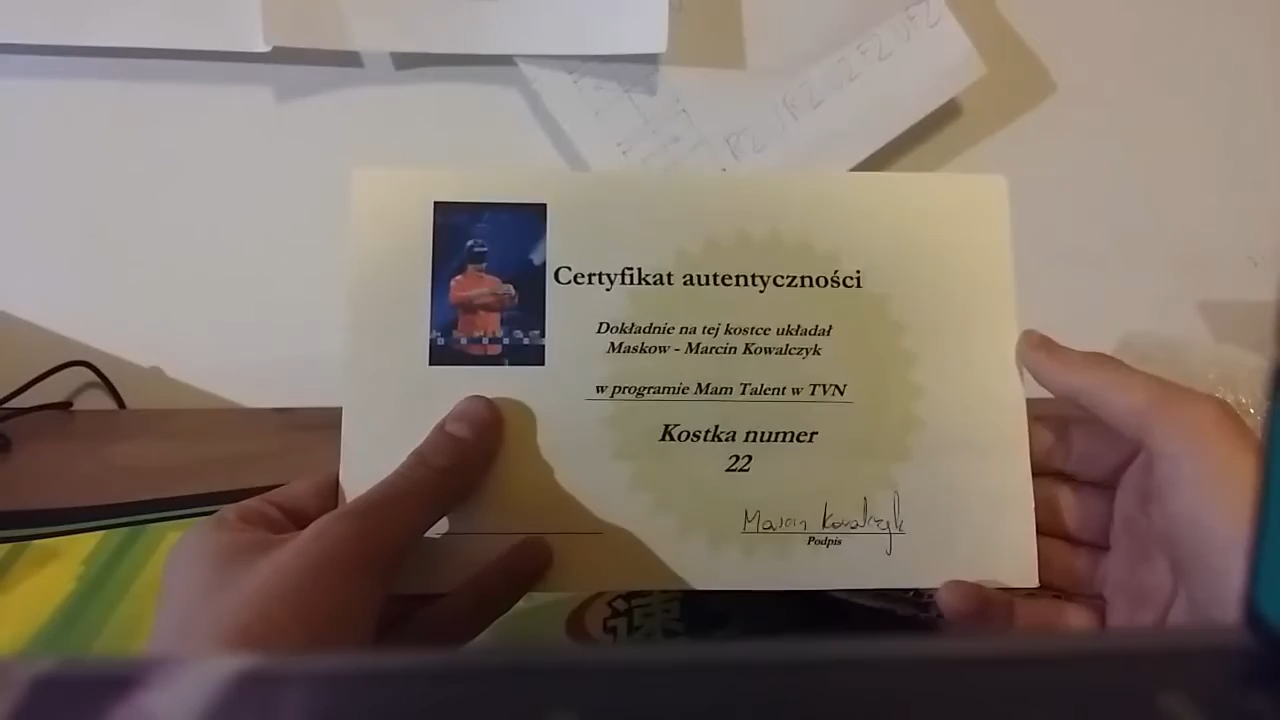 Certyfikat autentyczności
Dokładnie na tej kostce układał
Maskow - Marcin Kowalczyk
w programie Mam Talent w TVN
Kostka numer
22
Marcin Kowalczyk
Podpis